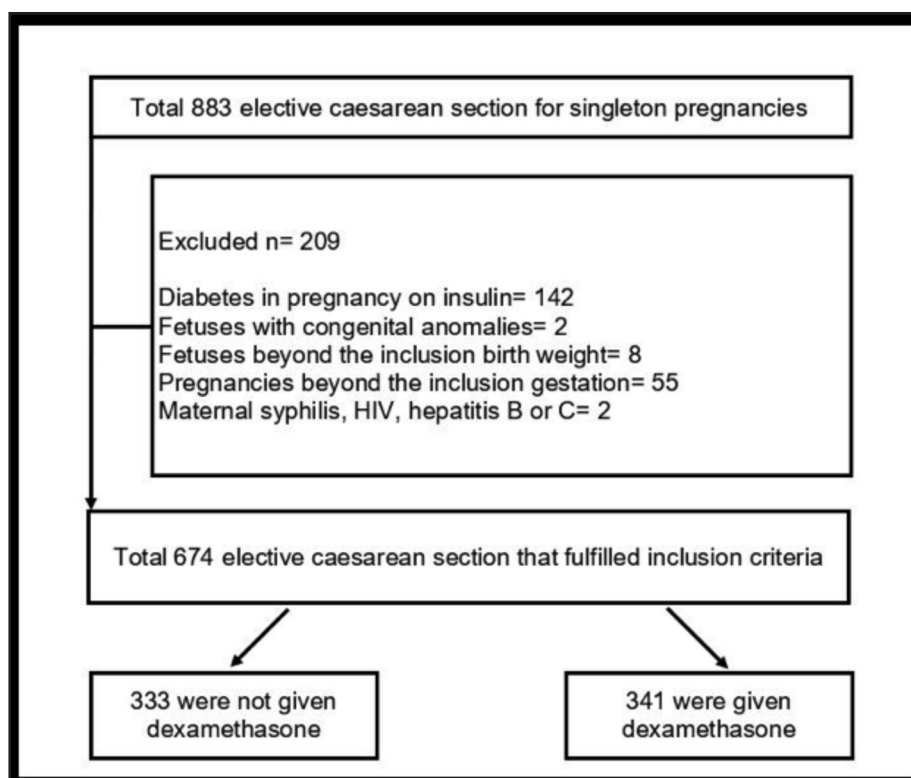 Total 883 elective caesarean section for singleton pregnancies
Excluded n= 209
Diabetes in pregnancy on insulin= 142
Fetuses with congenital anomalies= 2
Fetuses beyond the inclusion birth weight= 8
Pregnancies beyond the inclusion gestation= 55
Maternal syphilis, HIV, hepatitis B or C= 2
Total 674 elective caesarean section that fulfilled inclusion criteria
333 were not given
dexamethasone
341 were given
dexamethasone